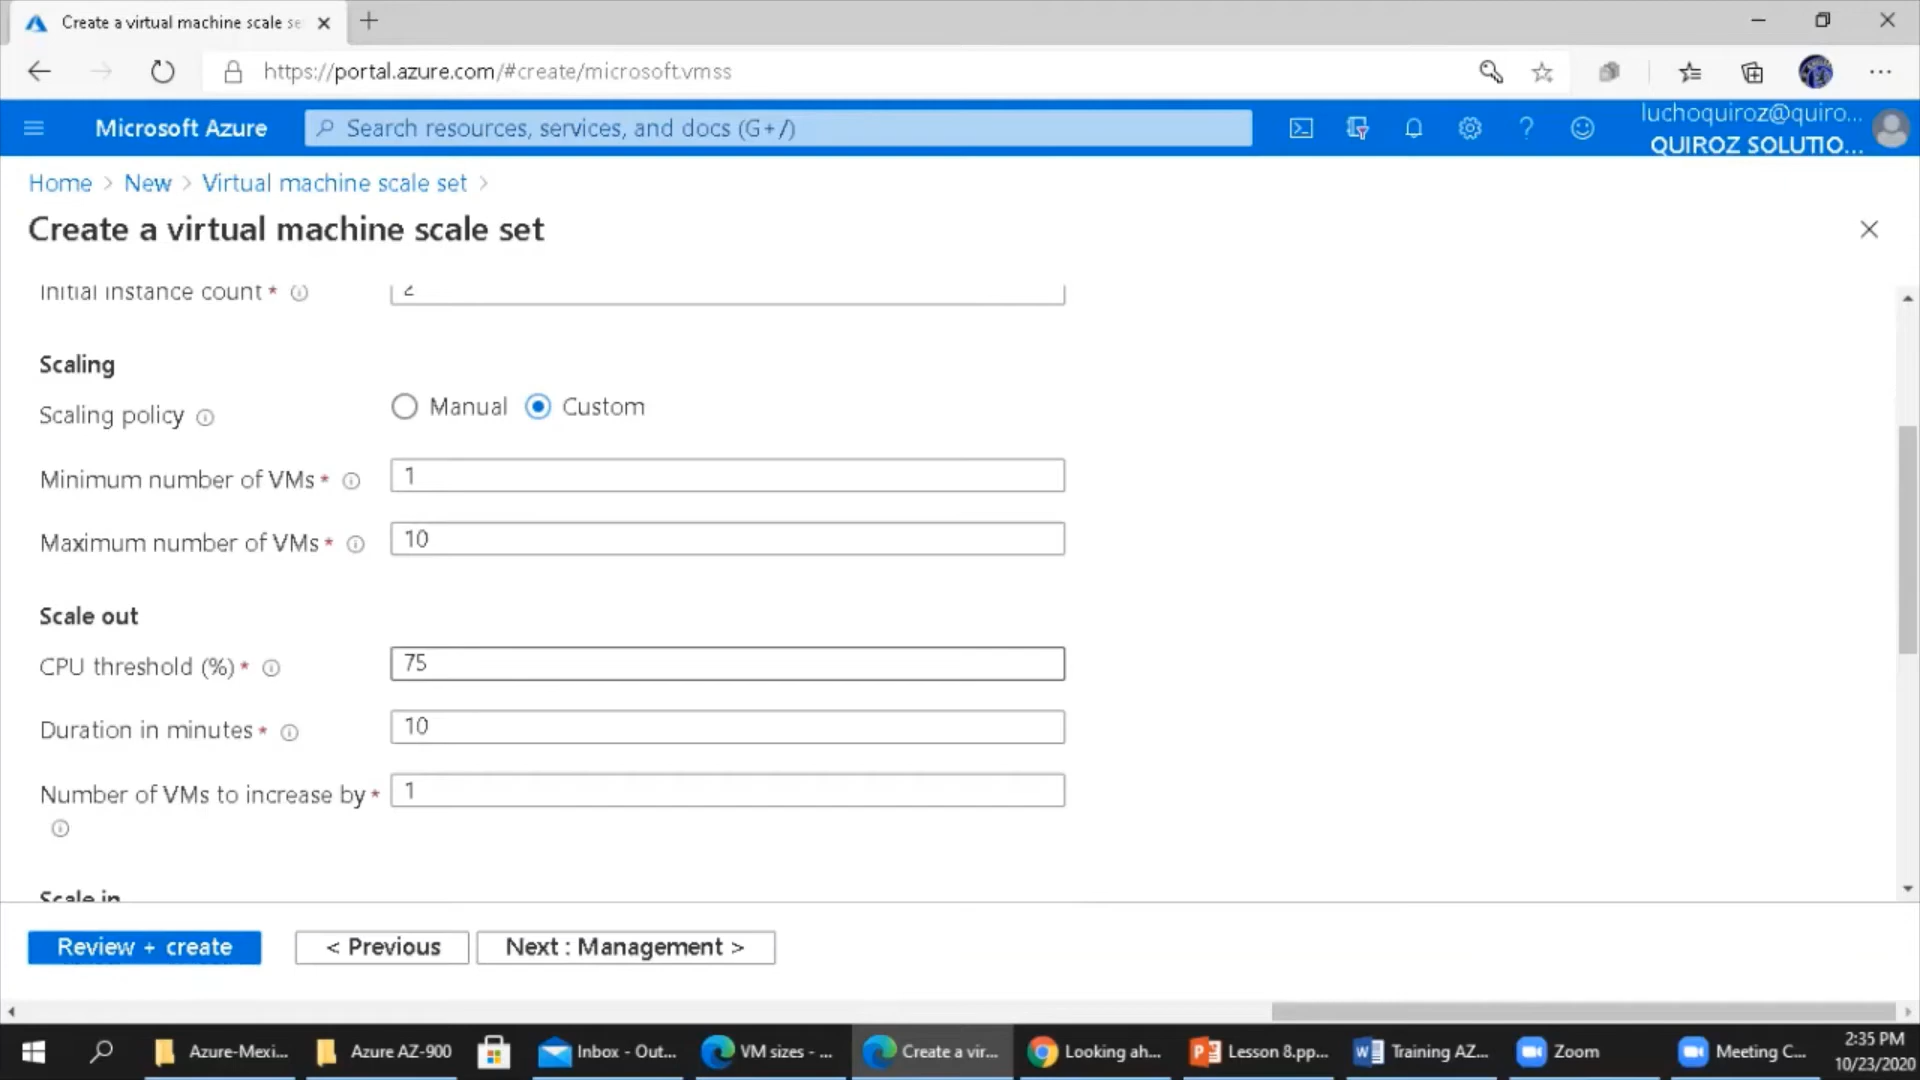 Create a virtual machine scale se
https://portal.azure.com/#create/microsoft.vmss
Microsoft Azure
Search resources, services, and docs (G+/)
luchoquiroz@quiro...
QUIROZ SOLUTIO...
Home > New > Virtual machine scale set >
Create a virtual machine scale set
Initial instance count *
2
Scaling
Scaling policy
Manual
Custom
Minimum number of VMs *
1
Maximum number of VMs *
10
Scale out
CPU threshold (%) *
75
Duration in minutes *
10
Number of VMs to increase by *
1
Scale in
Review + create
< Previous
Next : Management >
Azure-Mexi...
Azure AZ-900
Inbox - Out...
VM sizes - ...
Create a vir...
Looking ah...
Lesson 8.pp...
Training AZ...
Zoom
Meeting C...
2:35 PM
10/23/2020